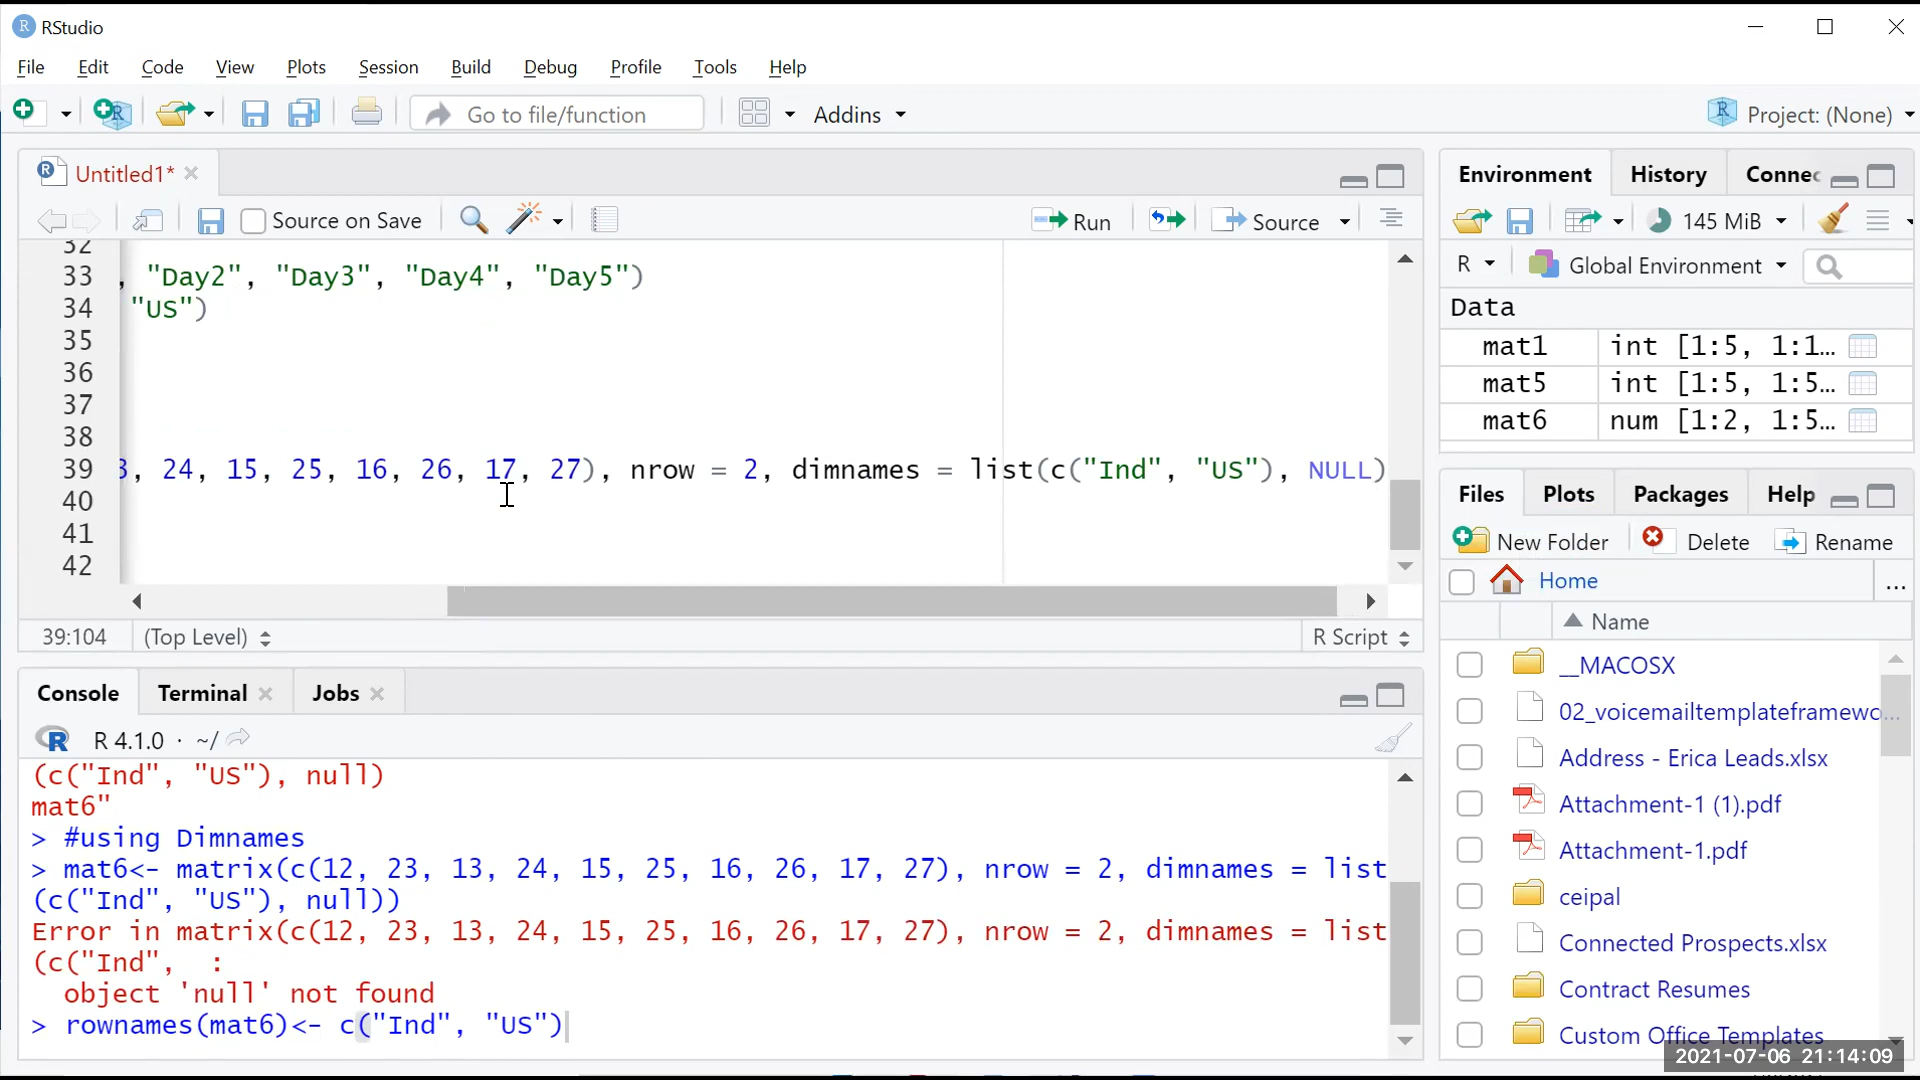 RStudio
File Edit Code View Plots Session Build Debug Profile Tools Help
Go to file/function Addins Project: (None)
Untitled1*
Source on Save Run Source
32
33 , "Day2", "Day3", "Day4", "Day5")
34 "US")
35
36
37
38
39 3, 24, 15, 25, 16, 26, 17, 27), nrow = 2, dimnames = list(c("Ind", "US"), NULL)
40
41
42
39:104 (Top Level) R Script
Console Terminal Jobs
R 4.1.0 · ~/
(c("Ind", "US"), null)
mat6"
> #using Dimnames
> mat6<- matrix(c(12, 23, 13, 24, 15, 25, 16, 26, 17, 27), nrow = 2, dimnames = list
(c("Ind", "US"), null))
Error in matrix(c(12, 23, 13, 24, 15, 25, 16, 26, 17, 27), nrow = 2, dimnames = list
(c("Ind",  :
object 'null' not found
> rownames(mat6)<- c("Ind", "US")
Environment History Connec
145 MiB
R Global Environment
Data
mat1 int [1:5, 1:1...
mat5 int [1:5, 1:5...
mat6 num [1:2, 1:5...
Files Plots Packages Help
New Folder Delete Rename
Home ...
Name
__MACOSX
02_voicemailtemplateframewc...
Address - Erica Leads.xlsx
Attachment-1 (1).pdf
Attachment-1.pdf
ceipal
Connected Prospects.xlsx
Contract Resumes
Custom Office Templates
2021-07-06 21:14:09